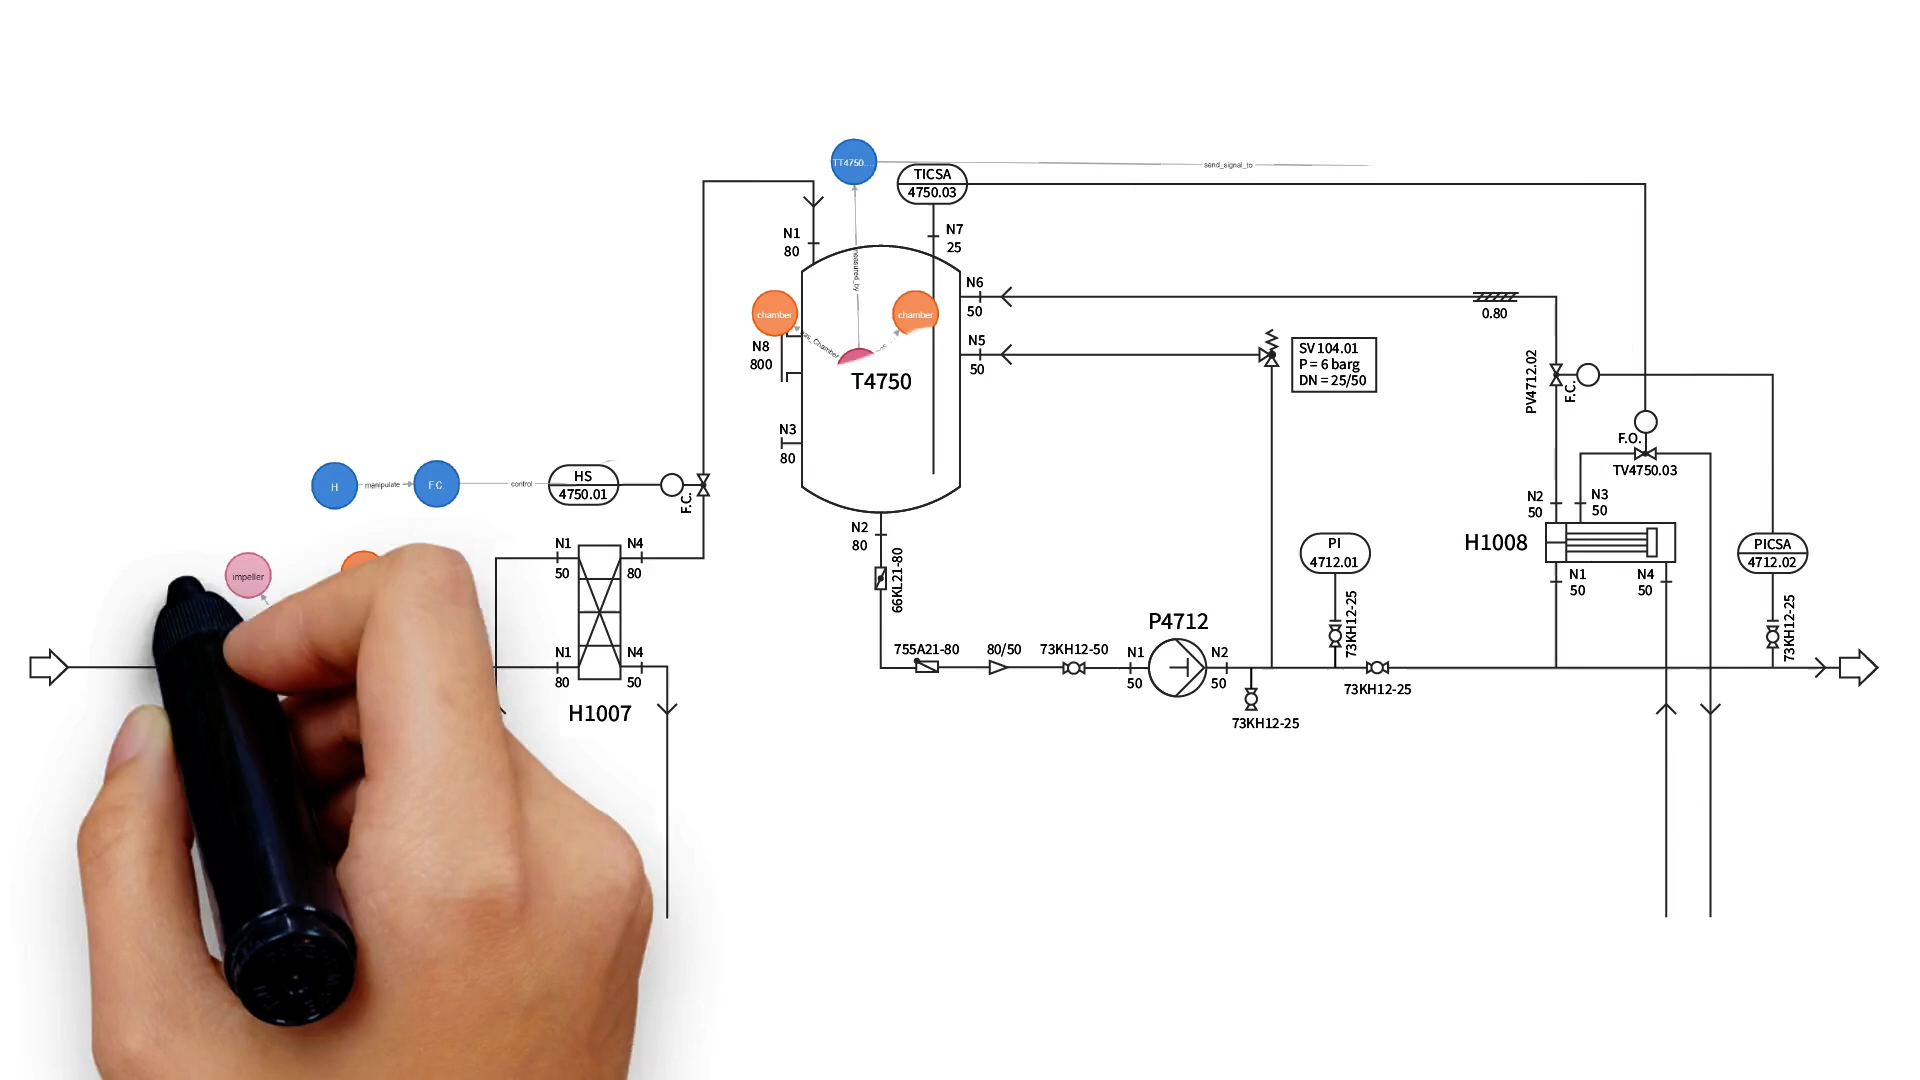 TT4750...
send_signal_to
TICSA
4750.03
N1
80
N7
25
measured_by
N6
50
chamber
chamber
has_Chamber
N8
800
T4750
N5
50
SV 104.01
P = 6 barg
DN = 25/50
0.80
PV4712.02
F.C.
F.O.
TV4750.03
N3
80
H
manipulate
F.C.
control
HS
4750.01
F.C.
N2
80
66KL21-80
N1
50
N4
80
impeller
N1
80
N4
50
H1007
755A21-80
80/50
73KH12-50
N1
50
P4712
N2
50
73KH12-25
PI
4712.01
73KH12-25
73KH12-25
N2
50
N3
50
H1008
N1
50
N4
50
PICSA
4712.02
73KH12-25